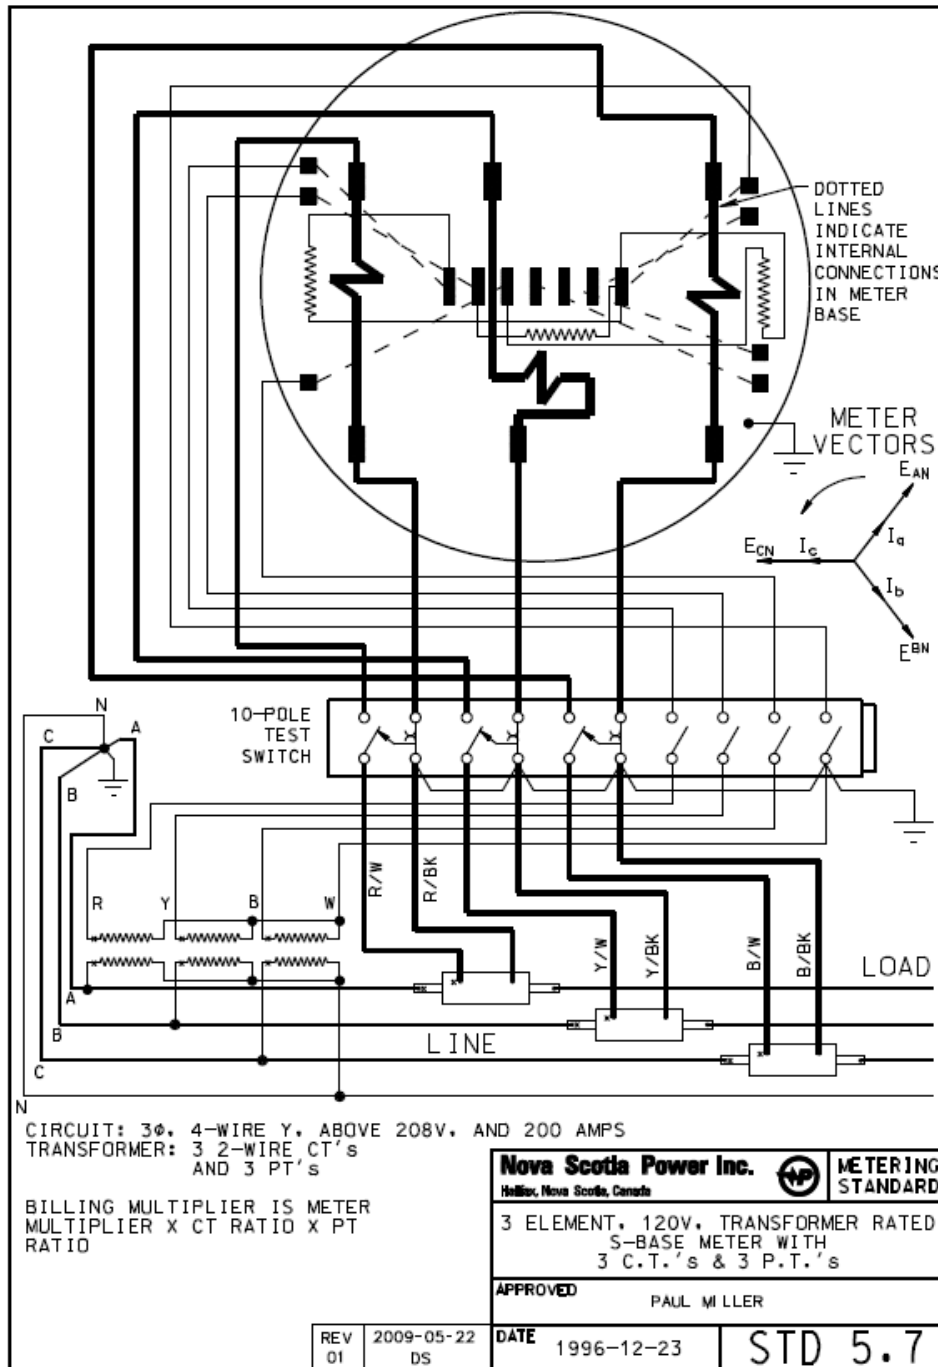 DOTTED
LINES
INDICATE
INTERNAL
CONNECTIONS
IN METER
BASE
METER
VECTORS
EAN
Ia
ECN Ic
Ib
EBN
N
C
A
B
10-POLE
TEST
SWITCH
R/W
R/BK
Y/W
Y/BK
B/W
B/BK
R Y B W
LOAD
A
B
LINE
C
N
CIRCUIT: 3Φ, 4-WIRE Y, ABOVE 208V, AND 200 AMPS
TRANSFORMER: 3 2-WIRE CT's
AND 3 PT's
BILLING MULTIPLIER IS METER
MULTIPLIER X CT RATIO X PT
RATIO
Nova Scotia Power Inc.
Halifax, Nova Scotia, Canada
NP
METERING
STANDARD
3 ELEMENT, 120V, TRANSFORMER RATED
S-BASE METER WITH
3 C.T.'s & 3 P.T.'s
APPROVED
PAUL MILLER
REV
01
2009-05-22
DS
DATE
1996-12-23
STD 5.7